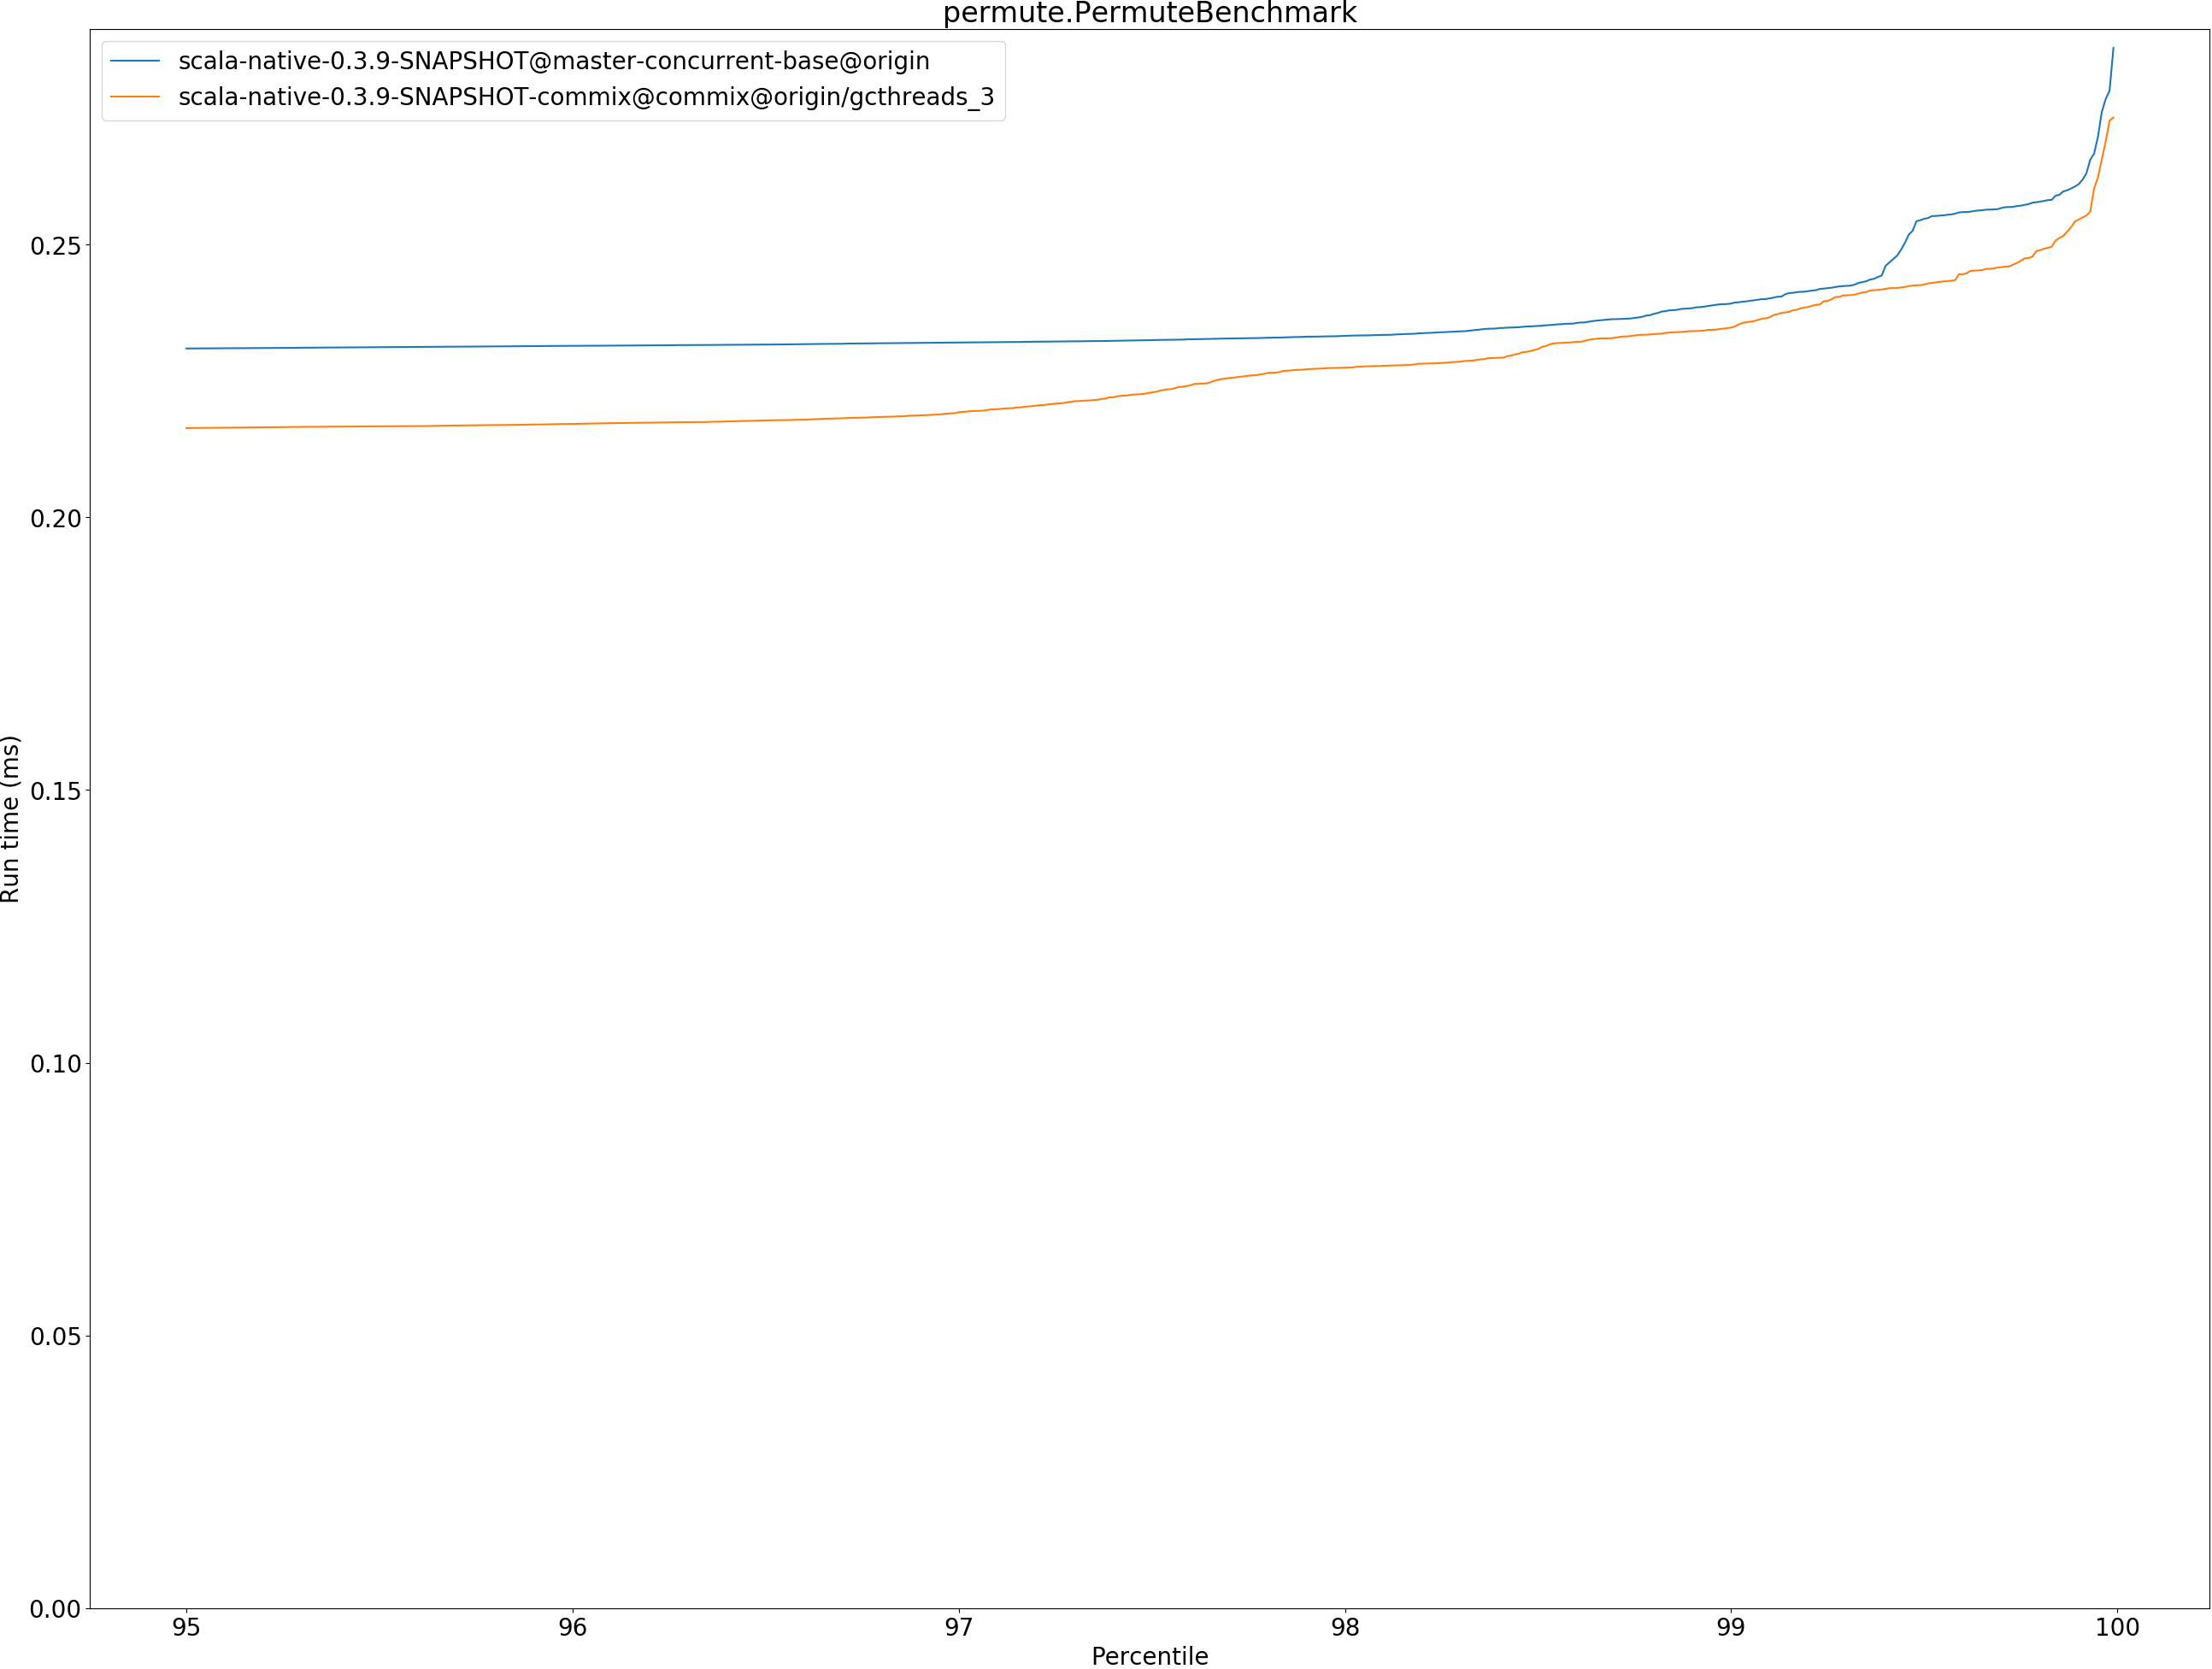 permute.PermuteBenchmark
scala-native-0.3.9-SNAPSHOT@master-concurrent-base@origin
scala-native-0.3.9-SNAPSHOT-commix@commix@origin/gcthreads_3
0.25
0.20
0.15
0.10
0.05
0.00
Run time (ms)
95 96 97 98 99 100
Percentile